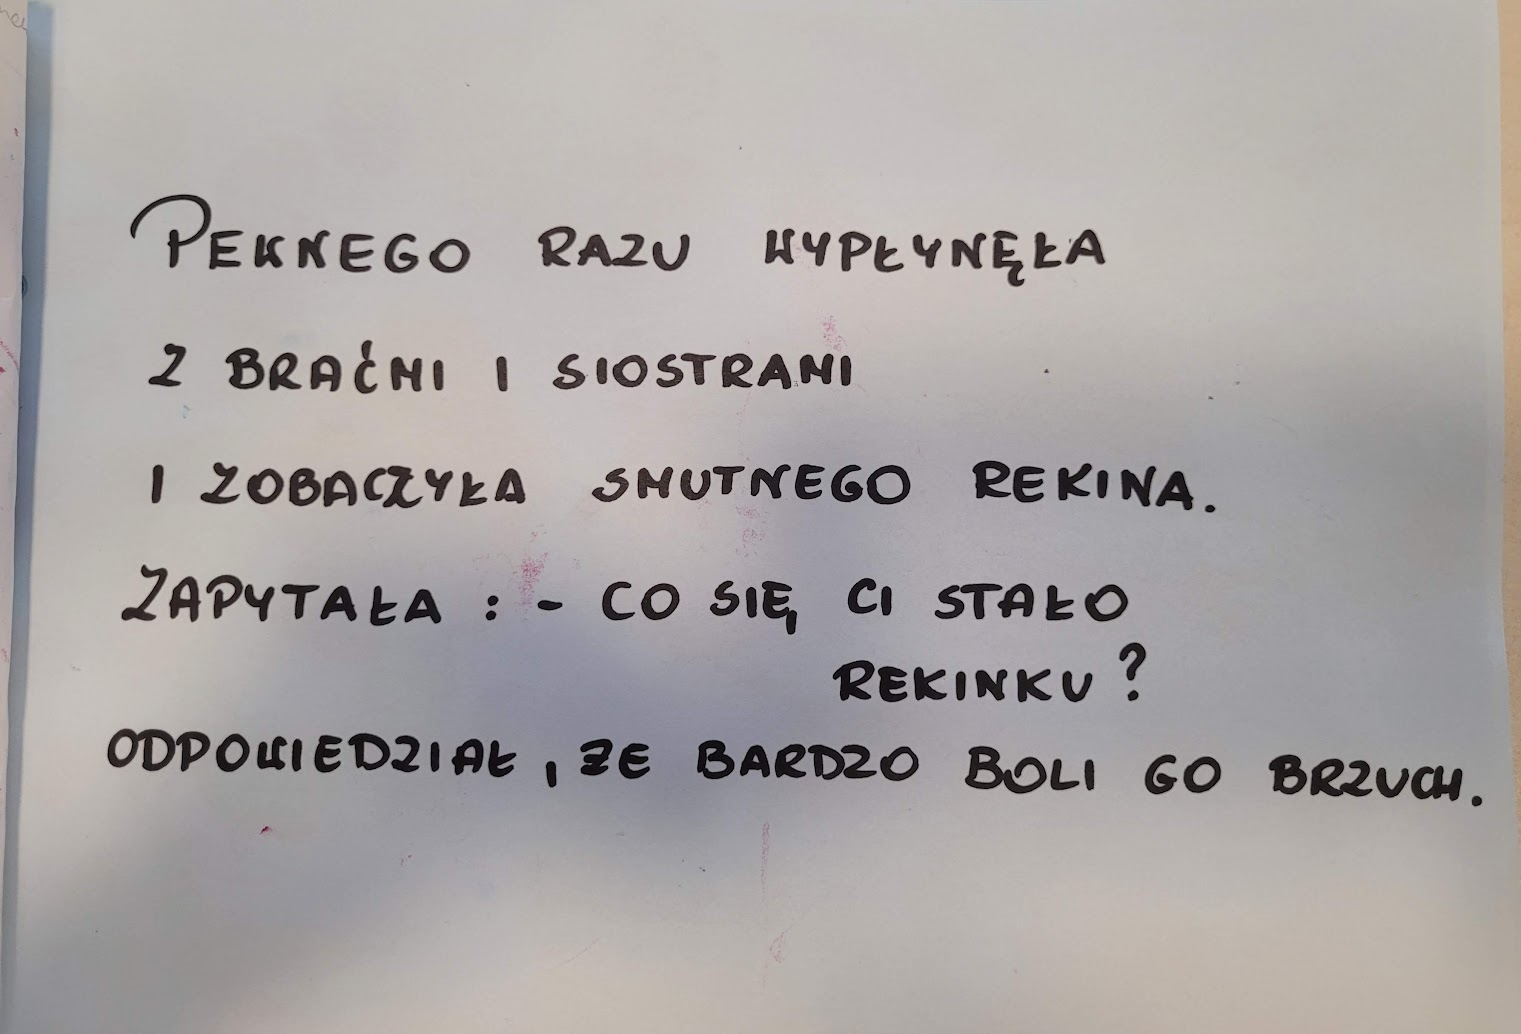 PEWNEGO RAZU WYPŁYNĘŁA
Z BRAĆMI I SIOSTRAMI
I ZOBACZYŁA SMUTNEGO REKINA.
ZAPYTAŁA : - CO SIĘ CI STAŁO
REKINKU ?
ODPOWIEDZIAŁ, ŻE BARDZO BOLI GO BRZUCH.